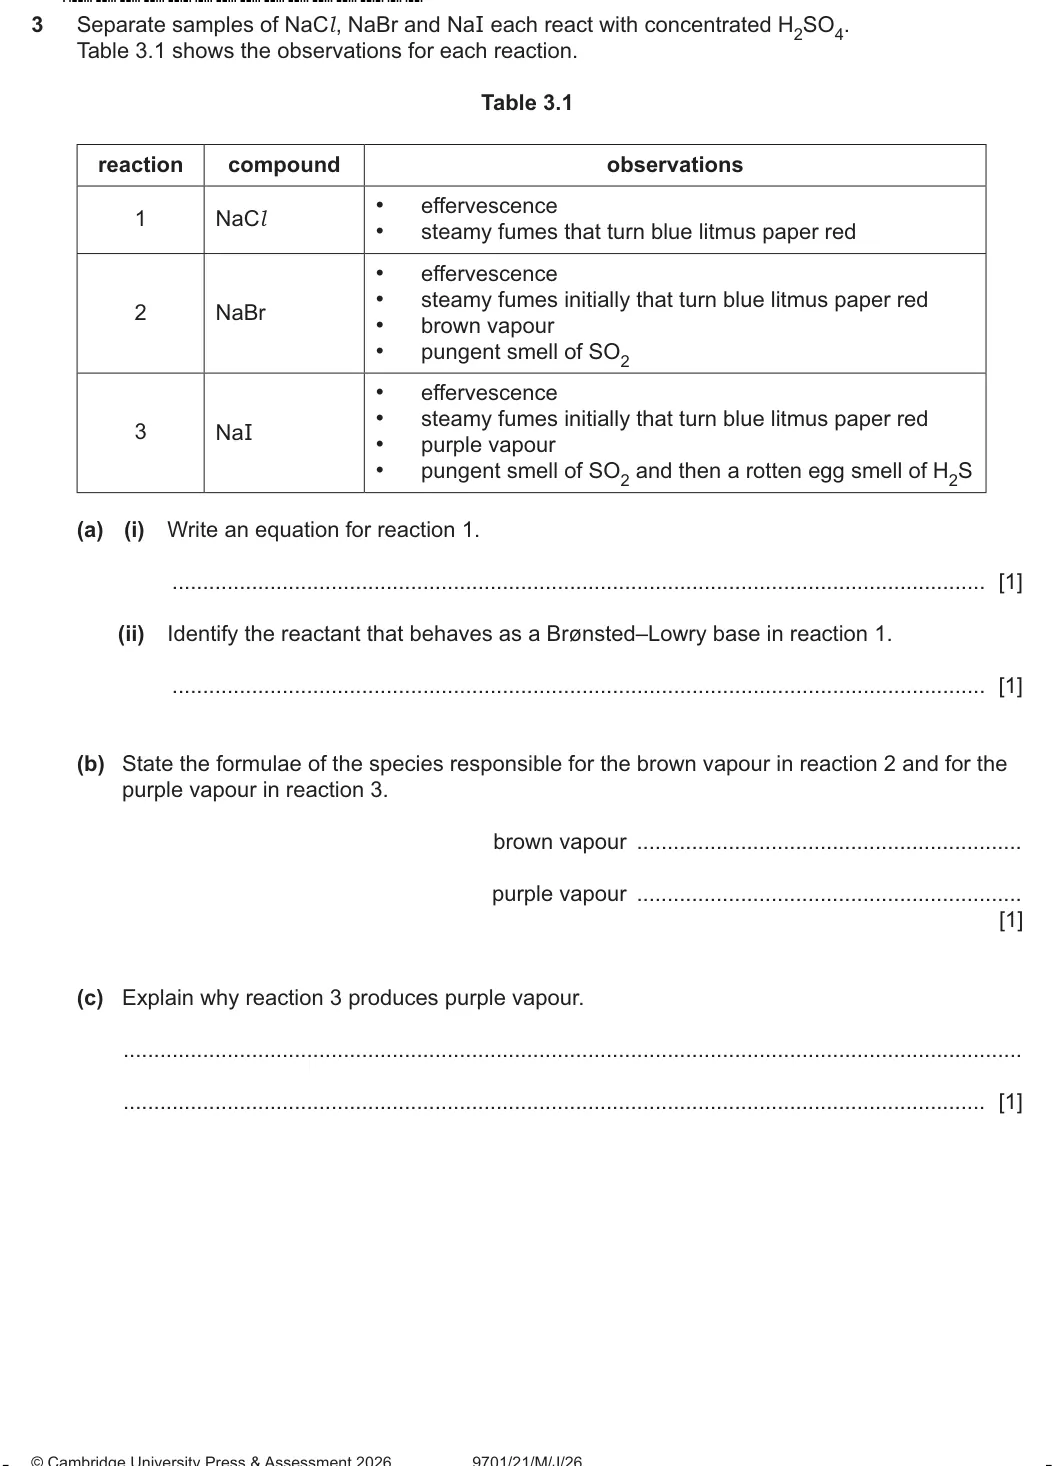 3 Separate samples of NaCl, NaBr and NaI each react with concentrated H₂SO₄.
Table 3.1 shows the observations for each reaction.
Table 3.1
reaction compound observations
1 NaCl
• effervescence
• steamy fumes that turn blue litmus paper red
2 NaBr
• effervescence
• steamy fumes initially that turn blue litmus paper red
• brown vapour
• pungent smell of SO₂
3 NaI
• effervescence
• steamy fumes initially that turn blue litmus paper red
• purple vapour
• pungent smell of SO₂ and then a rotten egg smell of H₂S
(a) (i) Write an equation for reaction 1.
[1]
(ii) Identify the reactant that behaves as a Brønsted–Lowry base in reaction 1.
[1]
(b) State the formulae of the species responsible for the brown vapour in reaction 2 and for the
purple vapour in reaction 3.
brown vapour
purple vapour
[1]
(c) Explain why reaction 3 produces purple vapour.
[1]
© Cambridge University Press & Assessment 2026 9701/21/M/J/26